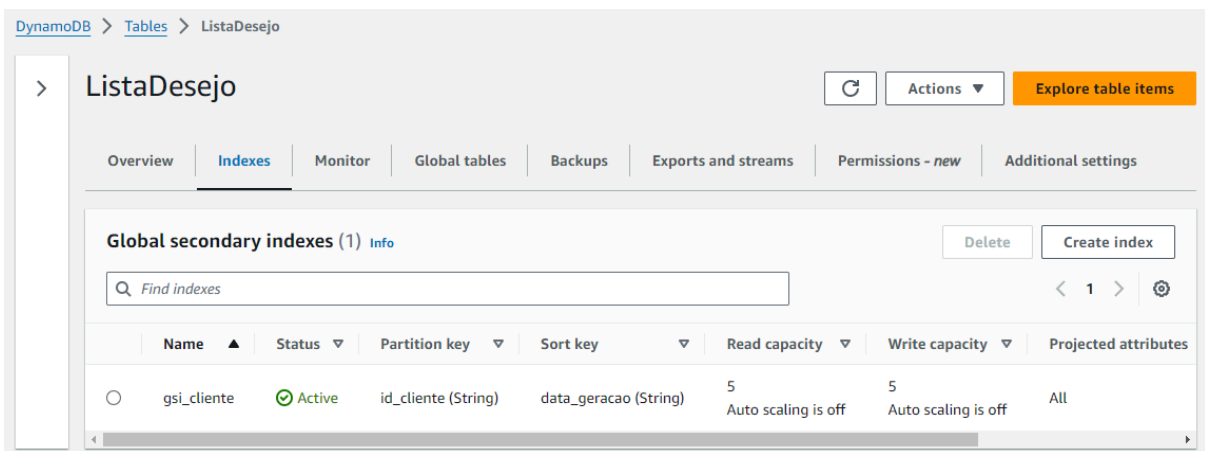 DynamoDB > Tables > ListaDesejo
ListaDesejo
Actions
Explore table items
Overview
Indexes
Monitor
Global tables
Backups
Exports and streams
Permissions - new
Additional settings
Global secondary indexes (1) Info
Delete
Create index
Find indexes
1
Name
Status
Partition key
Sort key
Read capacity
Write capacity
Projected attributes
gsi_cliente
Active
id_cliente (String)
data_geracao (String)
5
Auto scaling is off
5
Auto scaling is off
All